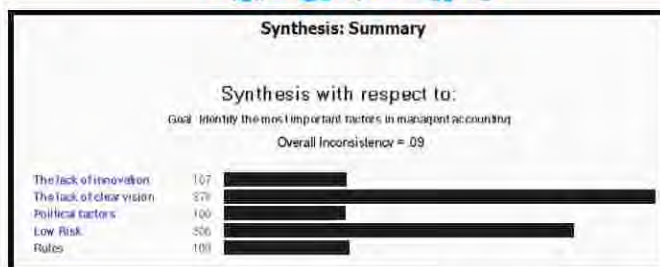 Synthesis: Summary
Synthesis with respect to:
Goal: Identify the most important factors in managent accounting
Overall Inconsistency = .09
The lack of innovation
The lack of clear vision
Political factors
Low Risk
Rules